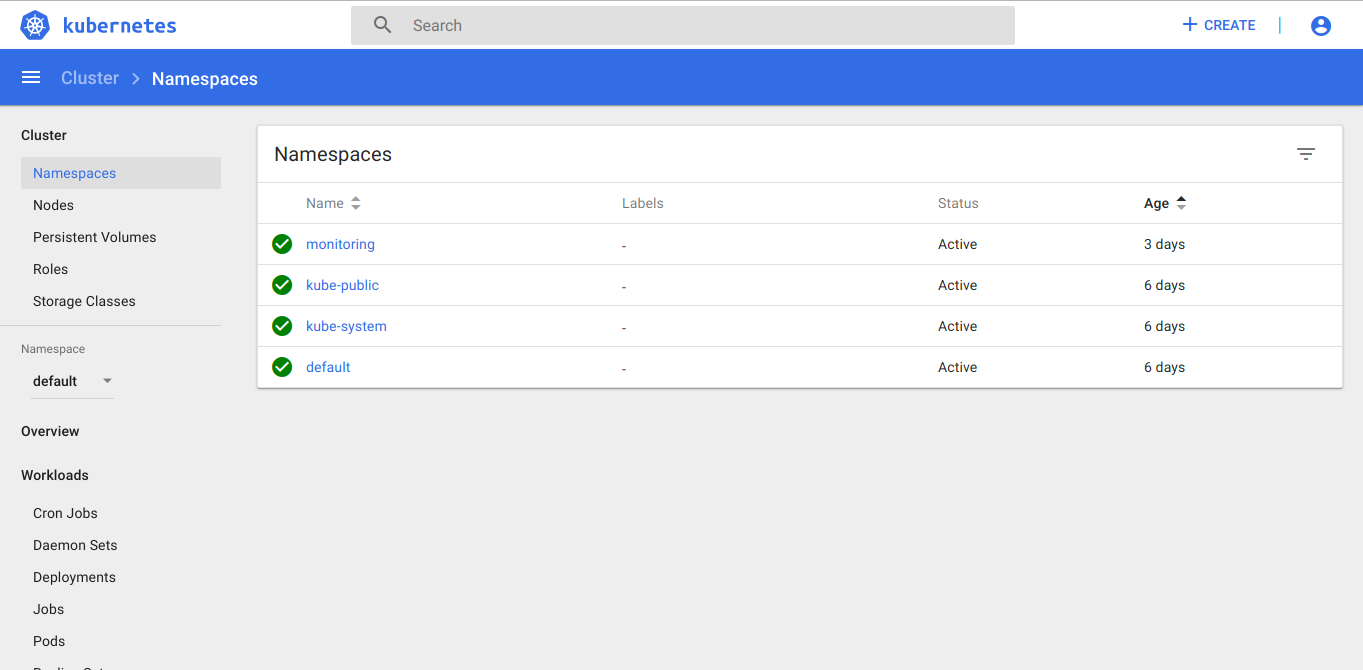 kubernetes
Search
CREATE
Cluster
Namespaces
Cluster
Namespaces
Nodes
Persistent Volumes
Roles
Storage Classes
Namespace
default
Overview
Workloads
Cron Jobs
Daemon Sets
Deployments
Jobs
Pods
Namespaces
Name Labels Status Age
monitoring - Active 3 days
kube-public - Active 6 days
kube-system - Active 6 days
default - Active 6 days